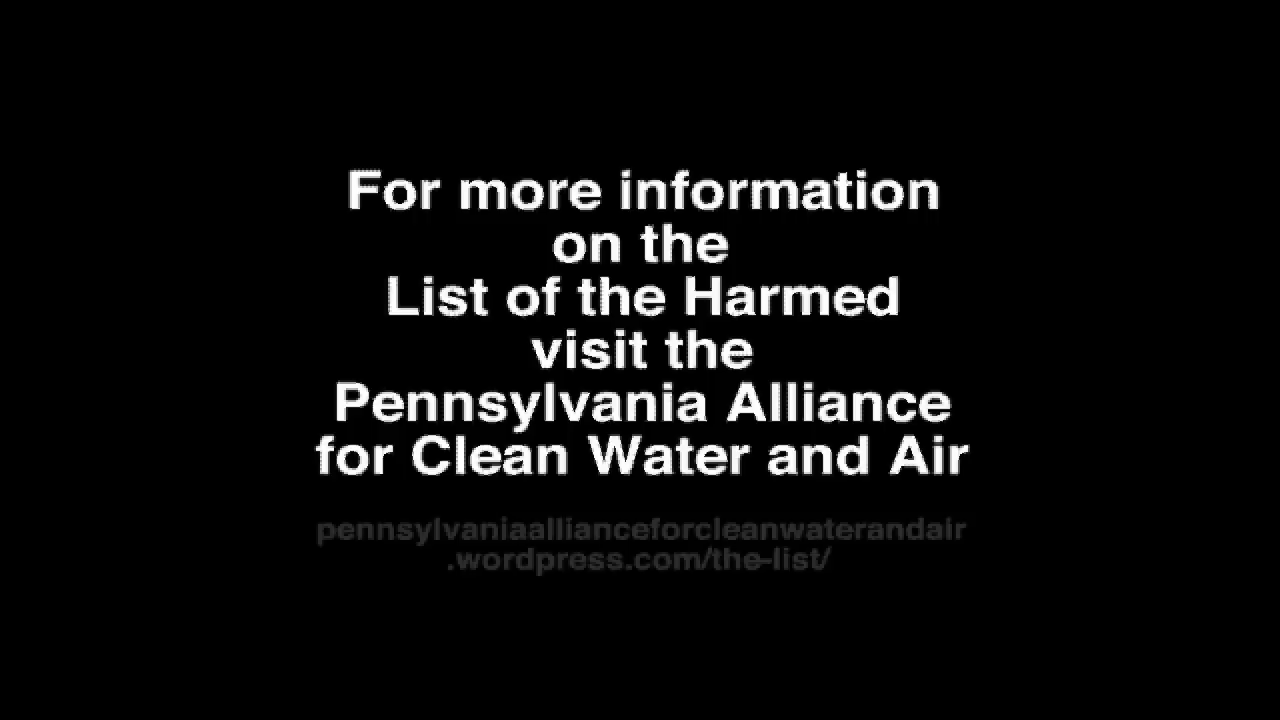 For more information
on the
List of the Harmed
visit the
Pennsylvania Alliance
for Clean Water and Air
pennsylvaniaallianceforcleanwaterandair
.wordpress.com/the-list/